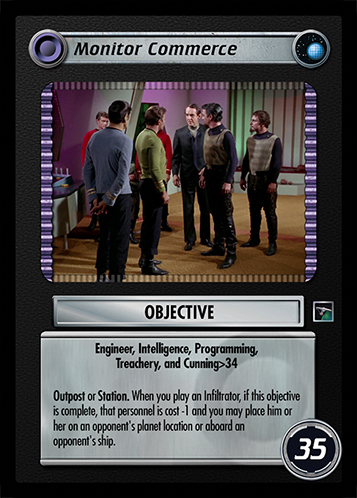 Monitor Commerce
OBJECTIVE
Engineer, Intelligence, Programming,
Treachery, and Cunning>34
Outpost or Station. When you play an Infiltrator, if this objective
is complete, that personnel is cost -1 and you may place him or
her on an opponent's planet location or aboard an
opponent's ship.
35